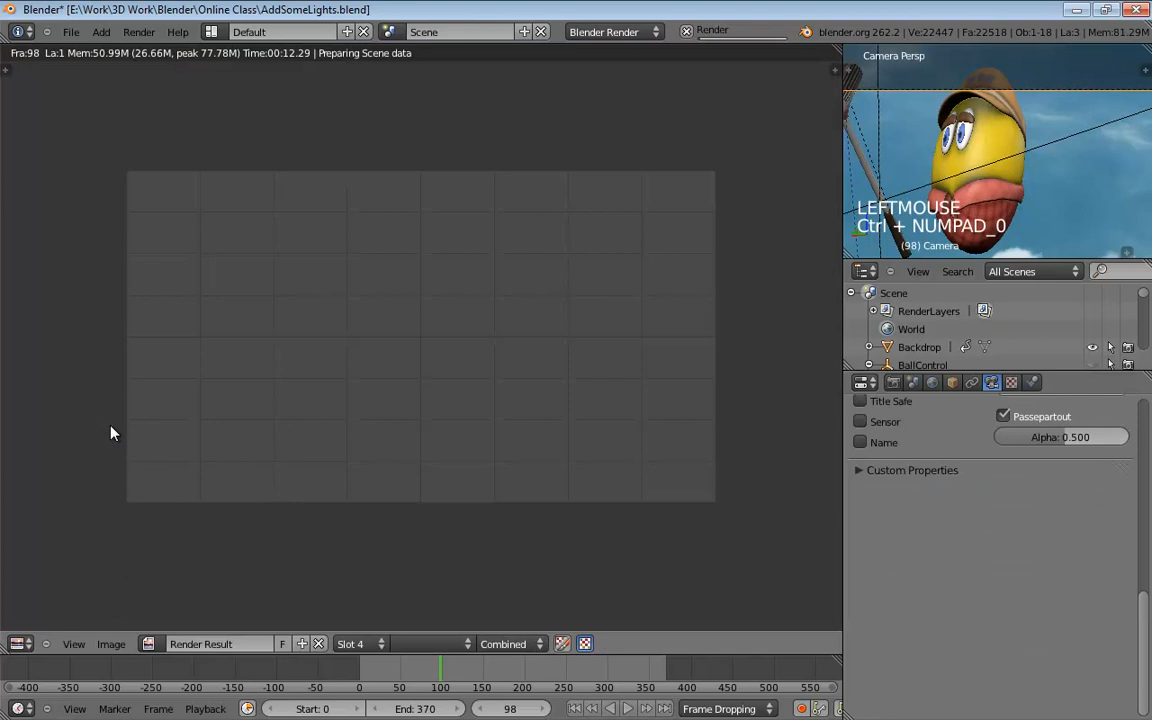 Blender* [E:\Work\3D Work\Blender\Online Class\AddSomeLights.blend]
File Add Render Help Default Scene Blender Render Render blender.org 262.2 | Ve:22447 | Fa:22518 | Ob:1-18 | La:3 | Mem:81.29M
Fra:98 La:1 Mem:50.99M (26.66M, peak 77.78M) Time:00:12.29 | Preparing Scene data
Camera Persp
LEFTMOUSE
Ctrl + NUMPAD_0
(98) Camera
View Search All Scenes
Scene
RenderLayers |
World
Backdrop |
BallControl
Title Safe
Passepartout
Sensor
Alpha: 0.500
Name
Custom Properties
View Image Render Result F Slot 4 Combined
-400 -350 -300 -250 -200 -150 -100 -50 0 50 100 150 200 250 300 350 400 450 500 550
View Marker Frame Playback Start: 0 End: 370 98 Frame Dropping